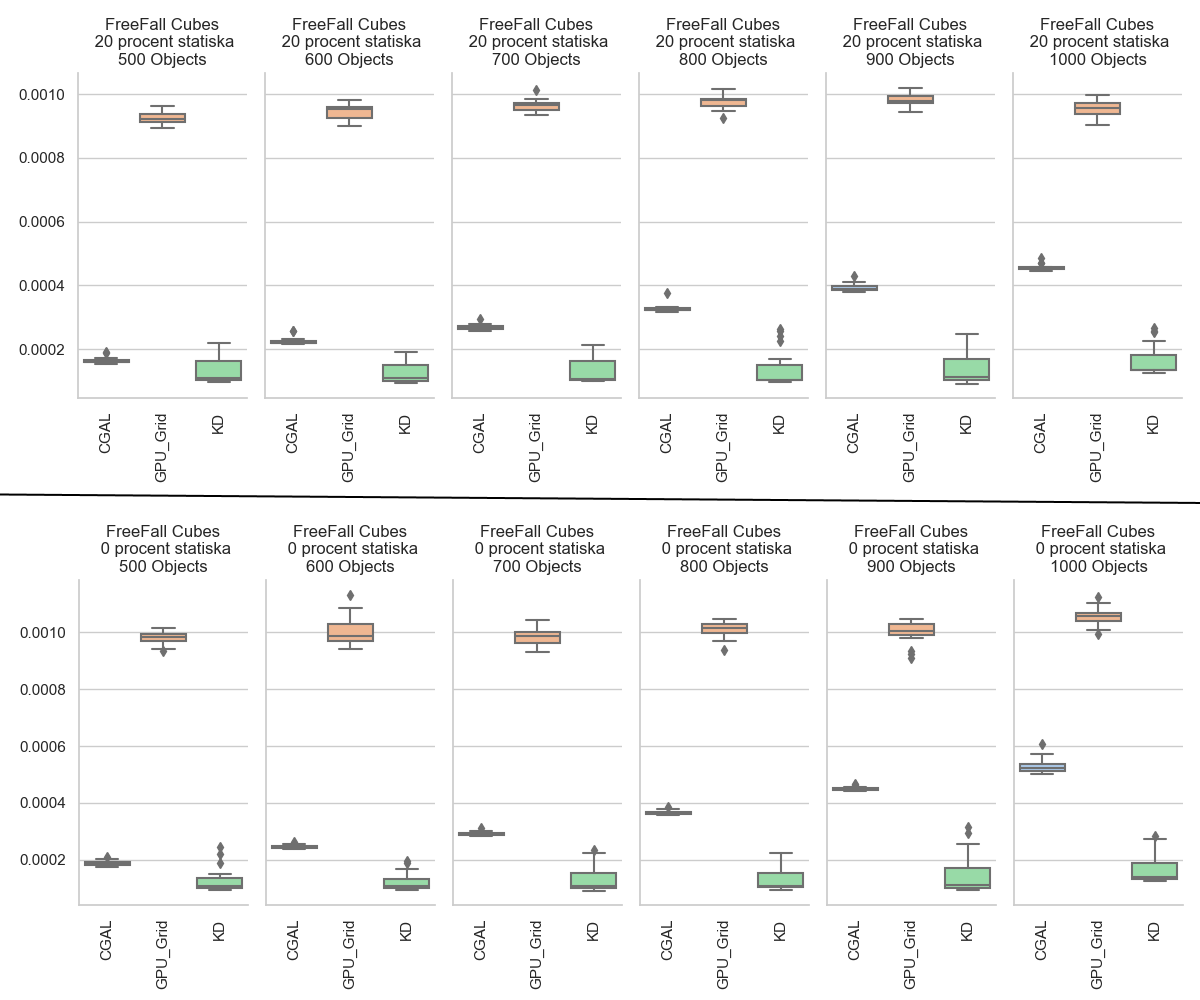 FreeFall Cubes
20 procent statiska
500 Objects
FreeFall Cubes
20 procent statiska
600 Objects
FreeFall Cubes
20 procent statiska
700 Objects
FreeFall Cubes
20 procent statiska
800 Objects
FreeFall Cubes
20 procent statiska
900 Objects
FreeFall Cubes
20 procent statiska
1000 Objects
0.0010
0.0008
0.0006
0.0004
0.0002
CGAL
GPU_Grid
KD
CGAL
GPU_Grid
KD
CGAL
GPU_Grid
KD
CGAL
GPU_Grid
KD
CGAL
GPU_Grid
KD
CGAL
GPU_Grid
KD
FreeFall Cubes
0 procent statiska
500 Objects
FreeFall Cubes
0 procent statiska
600 Objects
FreeFall Cubes
0 procent statiska
700 Objects
FreeFall Cubes
0 procent statiska
800 Objects
FreeFall Cubes
0 procent statiska
900 Objects
FreeFall Cubes
0 procent statiska
1000 Objects
0.0010
0.0008
0.0006
0.0004
0.0002
CGAL
GPU_Grid
KD
CGAL
GPU_Grid
KD
CGAL
GPU_Grid
KD
CGAL
GPU_Grid
KD
CGAL
GPU_Grid
KD
CGAL
GPU_Grid
KD